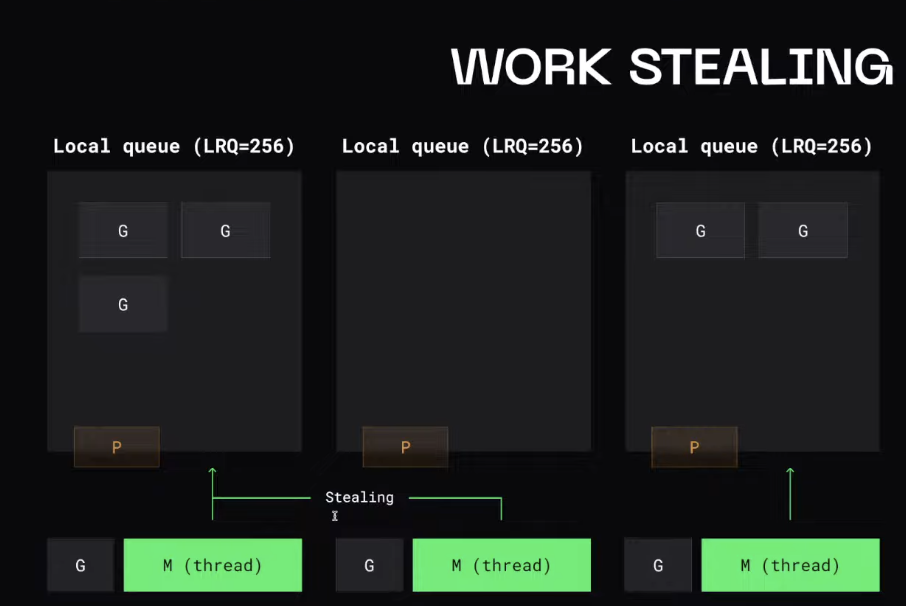 WORK STEALING
Local queue (LRQ=256) Local queue (LRQ=256) Local queue (LRQ=256)
G G G G
G
P P P
Stealing
G M (thread) G M (thread) G M (thread)